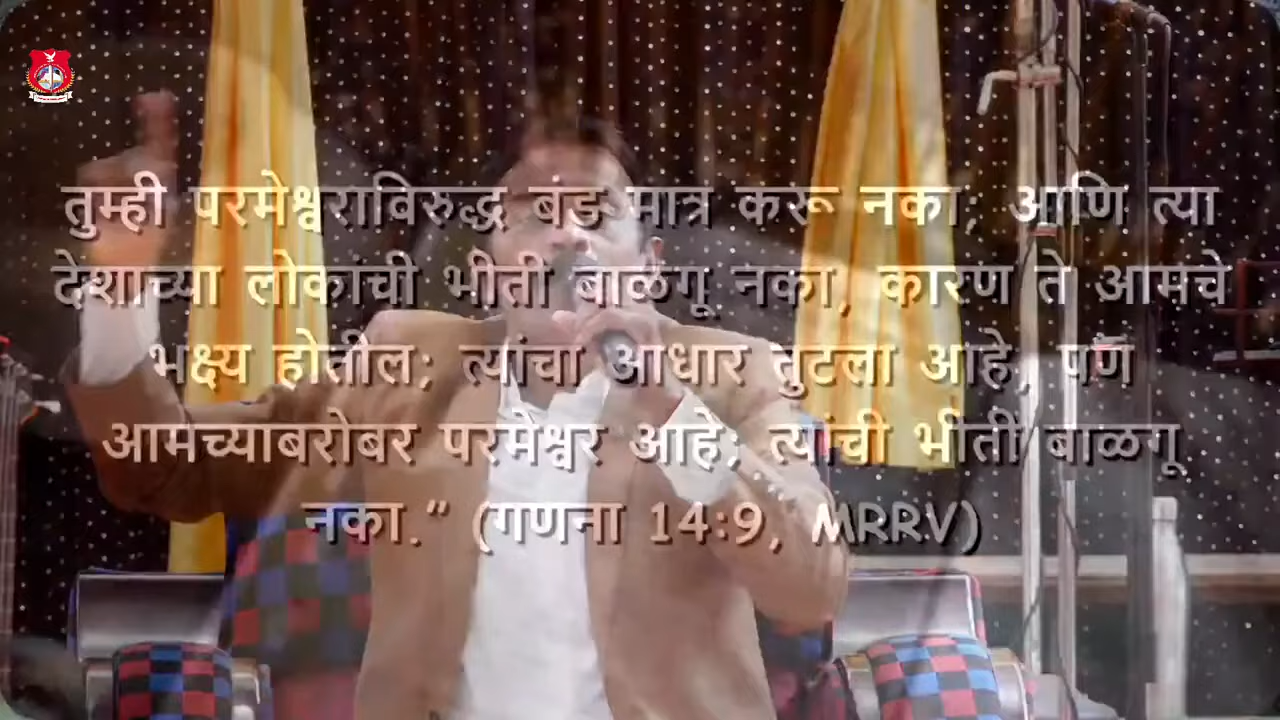 तुम्ही परमेश्वराविरुद्ध बंड मात्र करू नका; आणि त्या
देशाच्या लोकांची भीती बाळगू नका, कारण ते आमचे
भक्ष्य होतील; त्यांचा आधार तुटला आहे, पण
आमच्याबरोबर परमेश्वर आहे; त्यांची भीती बाळगू
नका.” (गणना 14:9, MRRV)